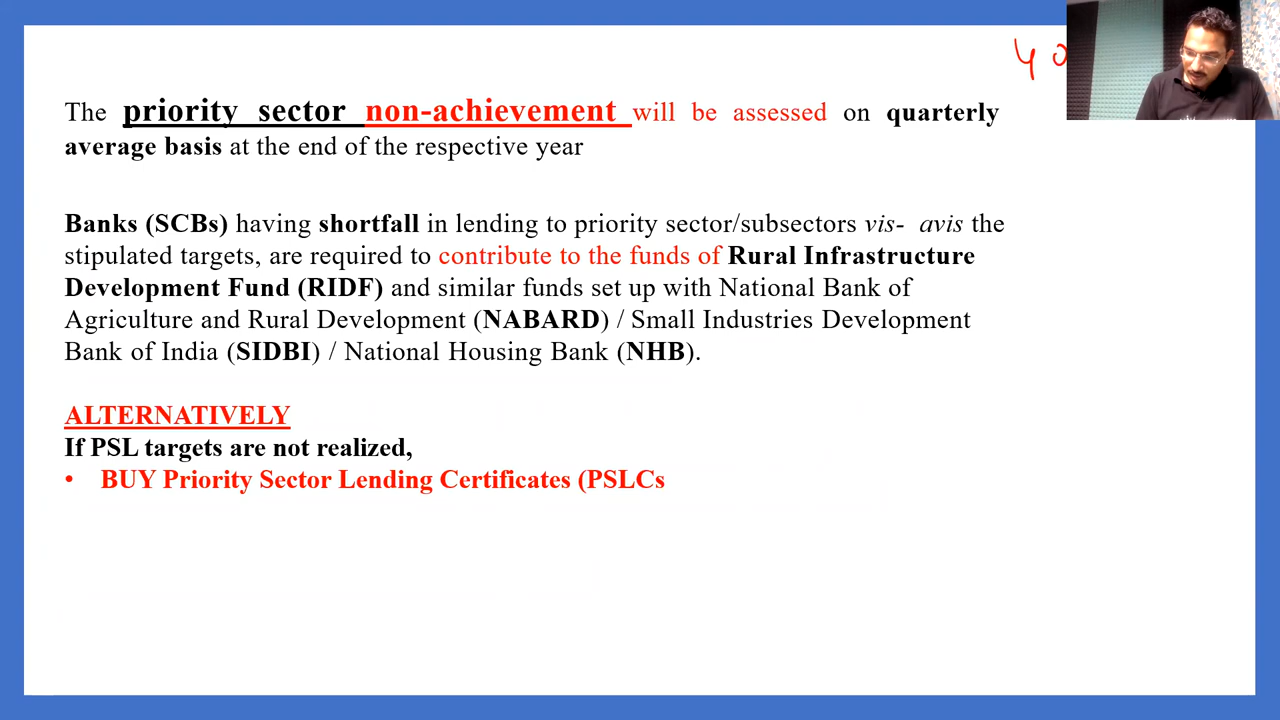 The priority sector non-achievement will be assessed on quarterly
average basis at the end of the respective year
Banks (SCBs) having shortfall in lending to priority sector/subsectors vis- avis the
stipulated targets, are required to contribute to the funds of Rural Infrastructure
Development Fund (RIDF) and similar funds set up with National Bank of
Agriculture and Rural Development (NABARD) / Small Industries Development
Bank of India (SIDBI) / National Housing Bank (NHB).
ALTERNATIVELY
If PSL targets are not realized,
• BUY Priority Sector Lending Certificates (PSLCs